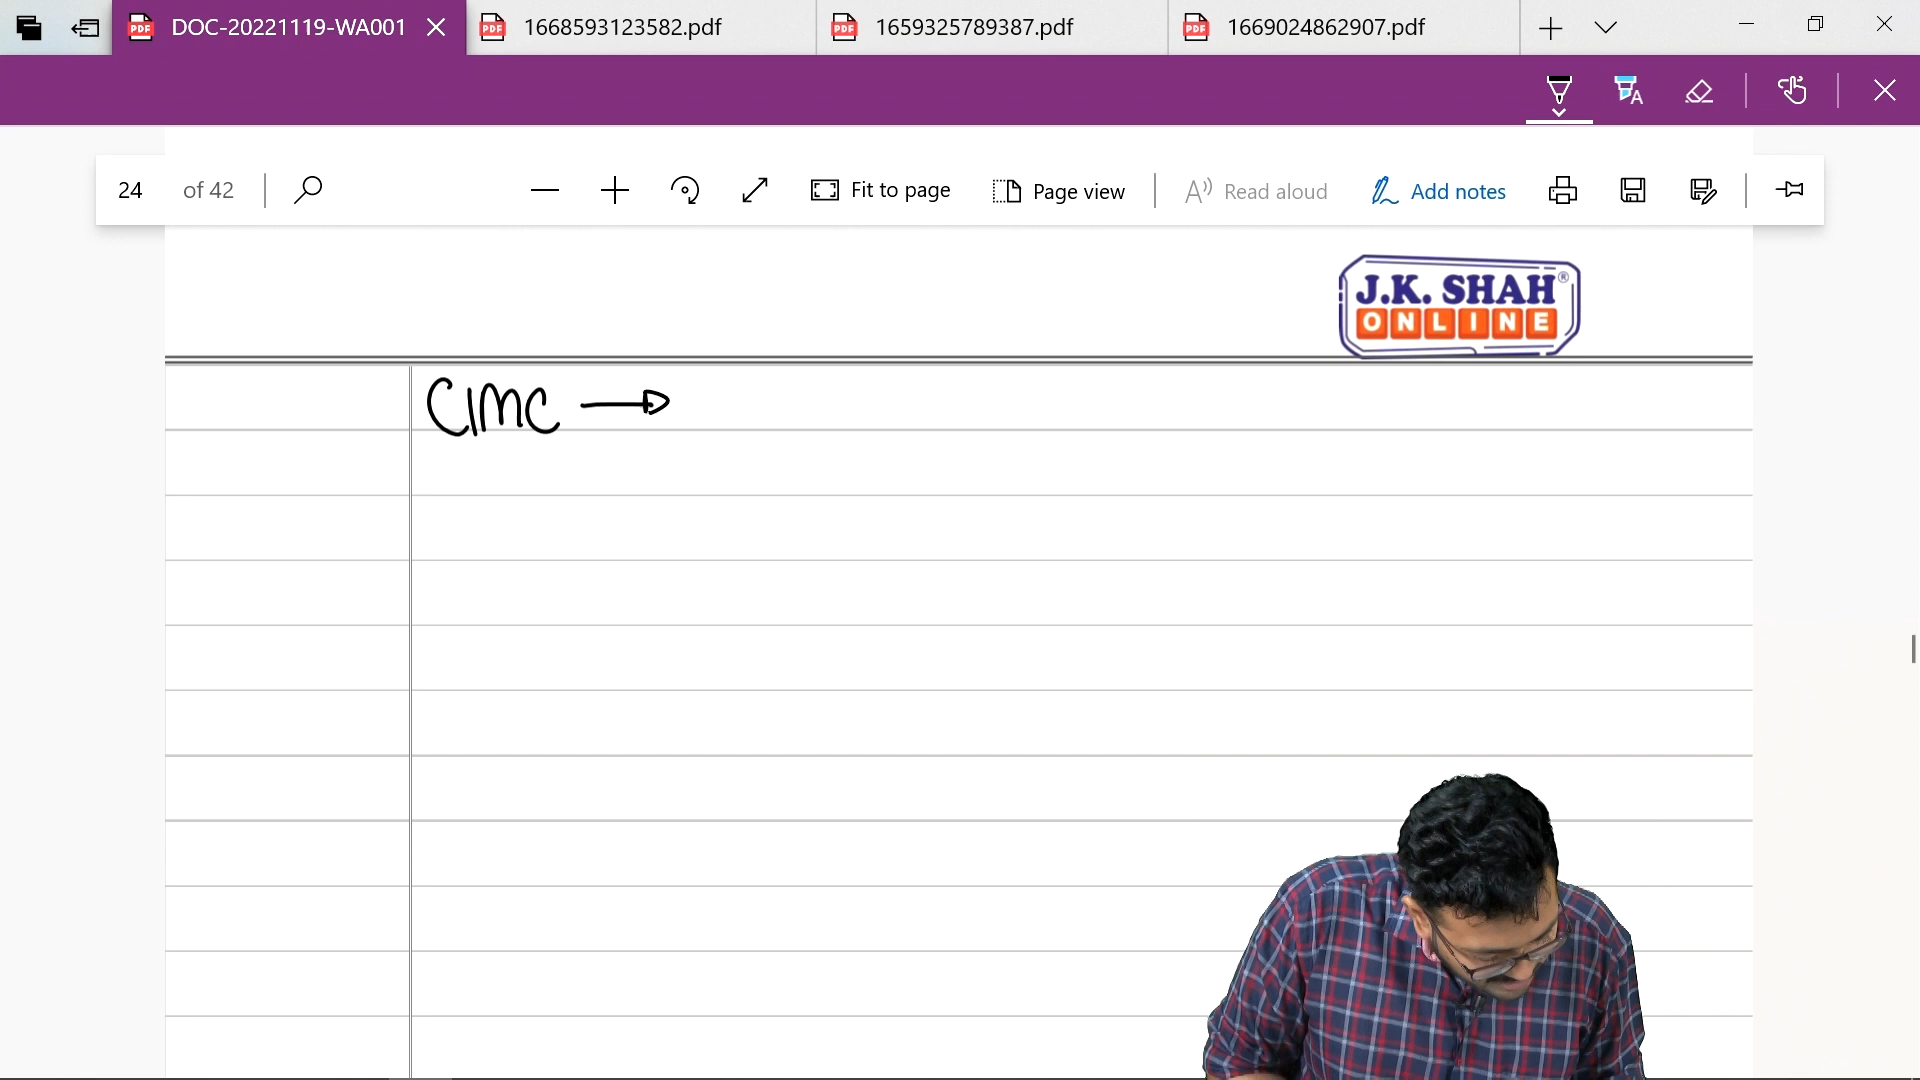 DOC-20221119-WA001
1668593123582.pdf
1659325789387.pdf
1669024862907.pdf
24 of 42
Fit to page
Page view
Read aloud
Add notes
J.K. SHAH®
ONLINE
CIMC →